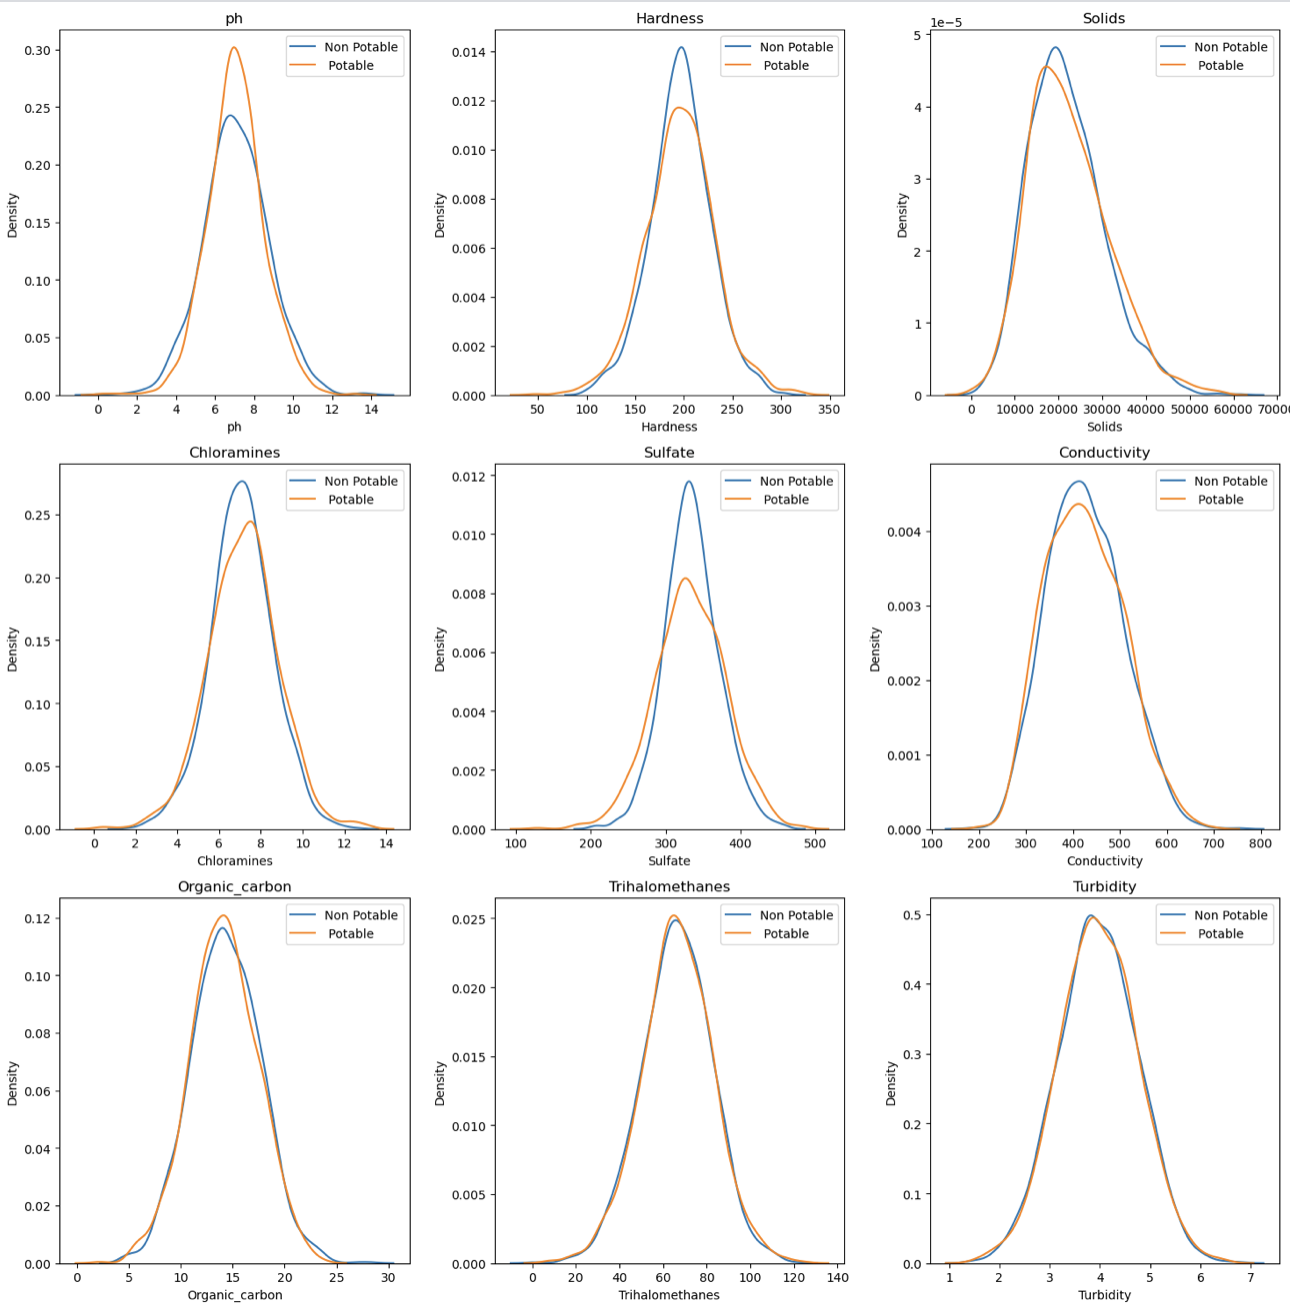 ph
Non Potable
Potable
0.30
0.25
0.20
0.15
0.10
0.05
0.00
Density
0 2 4 6 8 10 12 14
ph
Hardness
Non Potable
Potable
0.014
0.012
0.010
0.008
0.006
0.004
0.002
0.000
Density
50 100 150 200 250 300 350
Hardness
Solids
1e−5
Non Potable
Potable
5
4
3
2
1
0
Density
0 10000 20000 30000 40000 50000 60000 7000
Solids
Chloramines
Non Potable
Potable
0.25
0.20
0.15
0.10
0.05
0.00
Density
0 2 4 6 8 10 12 14
Chloramines
Sulfate
Non Potable
Potable
0.012
0.010
0.008
0.006
0.004
0.002
0.000
Density
100 200 300 400 500
Sulfate
Conductivity
Non Potable
Potable
0.004
0.003
0.002
0.001
0.000
Density
100 200 300 400 500 600 700 800
Conductivity
Organic_carbon
Non Potable
Potable
0.12
0.10
0.08
0.06
0.04
0.02
0.00
Density
0 5 10 15 20 25 30
Organic_carbon
Trihalomethanes
Non Potable
Potable
0.025
0.020
0.015
0.010
0.005
0.000
Density
0 20 40 60 80 100 120 140
Trihalomethanes
Turbidity
Non Potable
Potable
0.5
0.4
0.3
0.2
0.1
0.0
Density
1 2 3 4 5 6 7
Turbidity